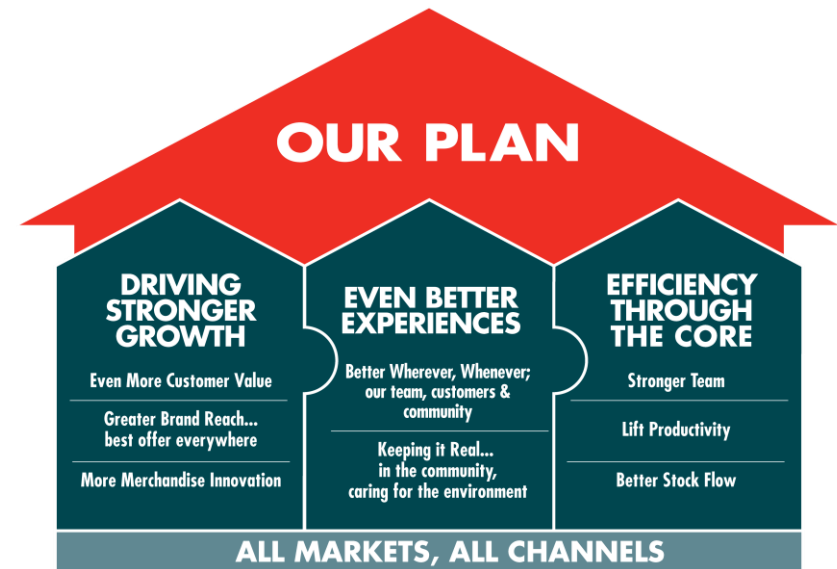 OUR PLAN
DRIVING
STRONGER
GROWTH
Even More Customer Value
Greater Brand Reach...
best offer everywhere
More Merchandise Innovation
EVEN BETTER
EXPERIENCES
Better Wherever, Whenever;
our team, customers &
community
Keeping it Real...
in the community,
caring for the environment
EFFICIENCY
THROUGH
THE CORE
Stronger Team
Lift Productivity
Better Stock Flow
ALL MARKETS, ALL CHANNELS